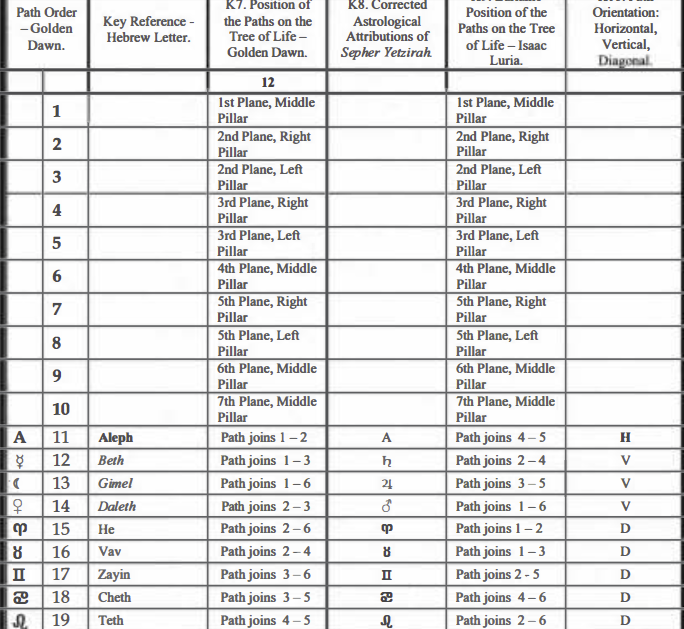 Path Order – Golden Dawn.
Key Reference - Hebrew Letter.
K7. Position of the Paths on the Tree of Life – Golden Dawn.
K8. Corrected Astrological Attributions of Sepher Yetzirah.
Position of the Paths on the Tree of Life – Isaac Luria.
Orientation: Horizontal, Vertical, Diagonal.
12
1 1st Plane, Middle Pillar 1st Plane, Middle Pillar
2 2nd Plane, Right Pillar 2nd Plane, Right Pillar
3 2nd Plane, Left Pillar 2nd Plane, Left Pillar
4 3rd Plane, Right Pillar 3rd Plane, Right Pillar
5 3rd Plane, Left Pillar 3rd Plane, Left Pillar
6 4th Plane, Middle Pillar 4th Plane, Middle Pillar
7 5th Plane, Right Pillar 5th Plane, Right Pillar
8 5th Plane, Left Pillar 5th Plane, Left Pillar
9 6th Plane, Middle Pillar 6th Plane, Middle Pillar
10 7th Plane, Middle Pillar 7th Plane, Middle Pillar
A 11 Aleph Path joins 1 – 2 A Path joins 4 – 5 H
☿ 12 Beth Path joins 1 – 3 ♄ Path joins 2 – 4 V
☾ 13 Gimel Path joins 1 – 6 ♃ Path joins 3 – 5 V
♀ 14 Daleth Path joins 2 – 3 ♂ Path joins 1 – 6 V
♈ 15 He Path joins 2 – 6 ♈ Path joins 1 – 2 D
♉ 16 Vav Path joins 2 – 4 ♉ Path joins 1 – 3 D
♊ 17 Zayin Path joins 3 – 6 ♊ Path joins 2 - 5 D
♋ 18 Cheth Path joins 3 – 5 ♋ Path joins 4 – 6 D
♌ 19 Teth Path joins 4 – 5 ♌ Path joins 2 – 6 D